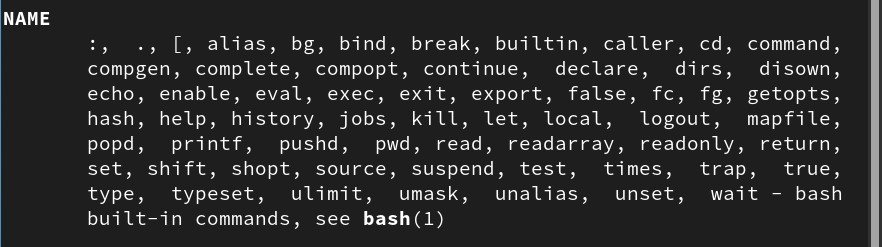 NAME
:, ., [, alias, bg, bind, break, builtin, caller, cd, command,
compgen, complete, compopt, continue, declare, dirs, disown,
echo, enable, eval, exec, exit, export, false, fc, fg, getopts,
hash, help, history, jobs, kill, let, local, logout, mapfile,
popd, printf, pushd, pwd, read, readarray, readonly, return,
set, shift, shopt, source, suspend, test, times, trap, true,
type, typeset, ulimit, umask, unalias, unset, wait - bash
built-in commands, see bash(1)